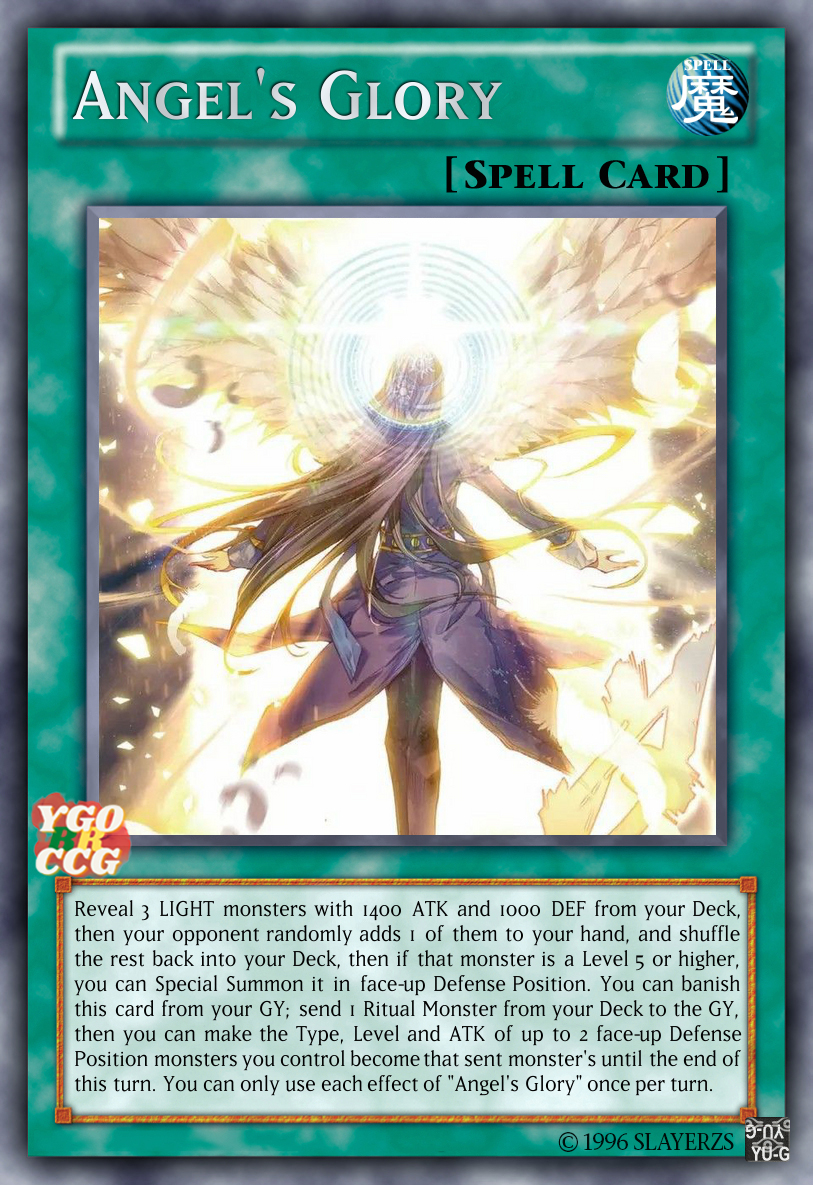 Angel's Glory
SPELL
魔
[Spell Card]
YGO
BR
CCG
Reveal 3 LIGHT monsters with 1400 ATK and 1000 DEF from your Deck,
then your opponent randomly adds 1 of them to your hand, and shuffle
the rest back into your Deck, then if that monster is a Level 5 or higher,
you can Special Summon it in face-up Defense Position. You can banish
this card from your GY; send 1 Ritual Monster from your Deck to the GY,
then you can make the Type, Level and ATK of up to 2 face-up Defense
Position monsters you control become that sent monster's until the end of
this turn. You can only use each effect of "Angel's Glory" once per turn.
© 1996 SLAYERZS
YU-G